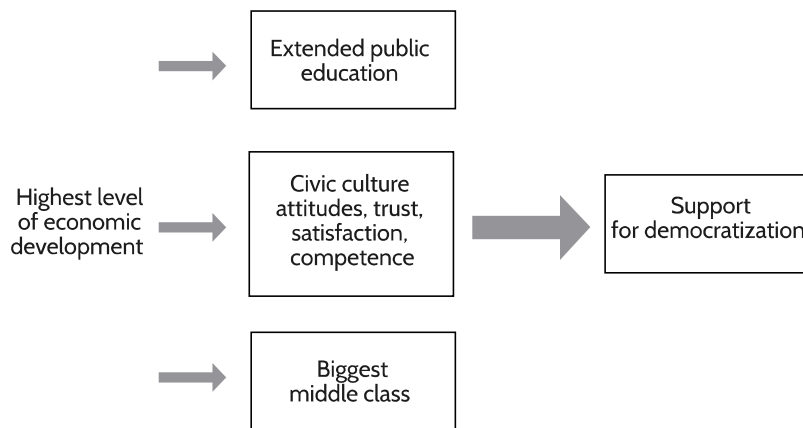 Extended public
education
Highest level
of economic
development
Civic culture
attitudes, trust,
satisfaction,
competence
Support
for democratization
Biggest
middle class